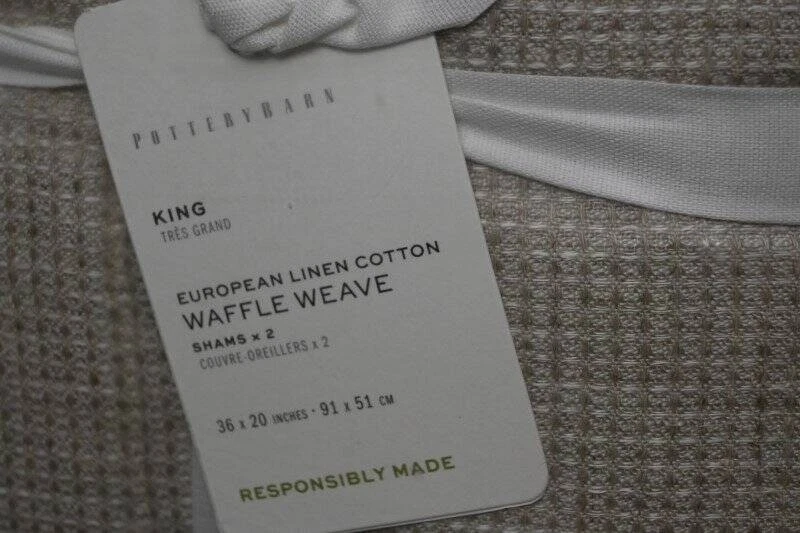 POTTERYBARN
KING
TRÈS GRAND
EUROPEAN LINEN COTTON
WAFFLE WEAVE
SHAMS x 2
COUVRE-OREILLERS x 2
36 x 20 INCHES · 91 x 51 CM
RESPONSIBLY MADE